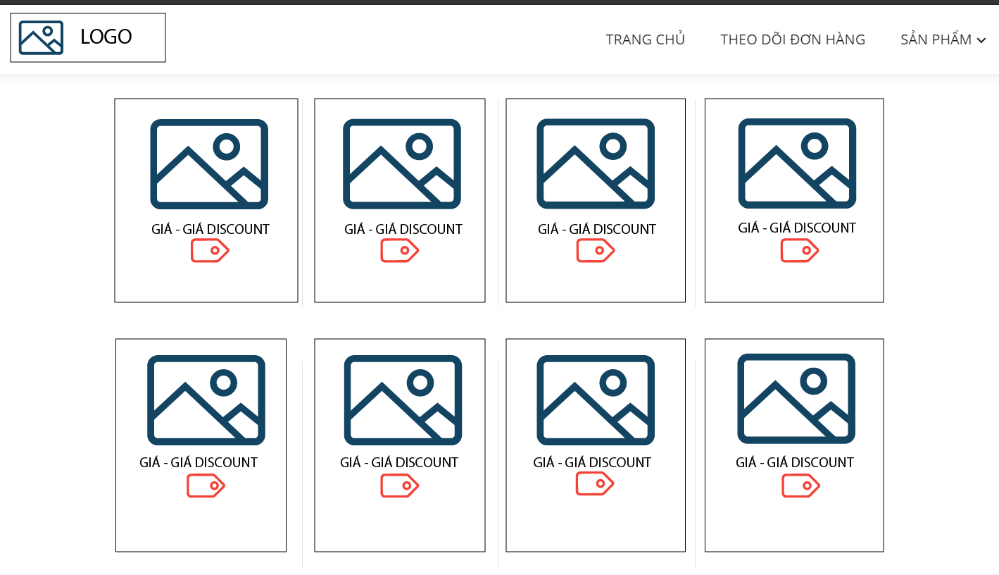 LOGO
TRANG CHỦ
THEO DÕI ĐƠN HÀNG
SẢN PHẨM
GIÁ - GIÁ DISCOUNT
GIÁ - GIÁ DISCOUNT
GIÁ - GIÁ DISCOUNT
GIÁ - GIÁ DISCOUNT
GIÁ - GIÁ DISCOUNT
GIÁ - GIÁ DISCOUNT
GIÁ - GIÁ DISCOUNT
GIÁ - GIÁ DISCOUNT